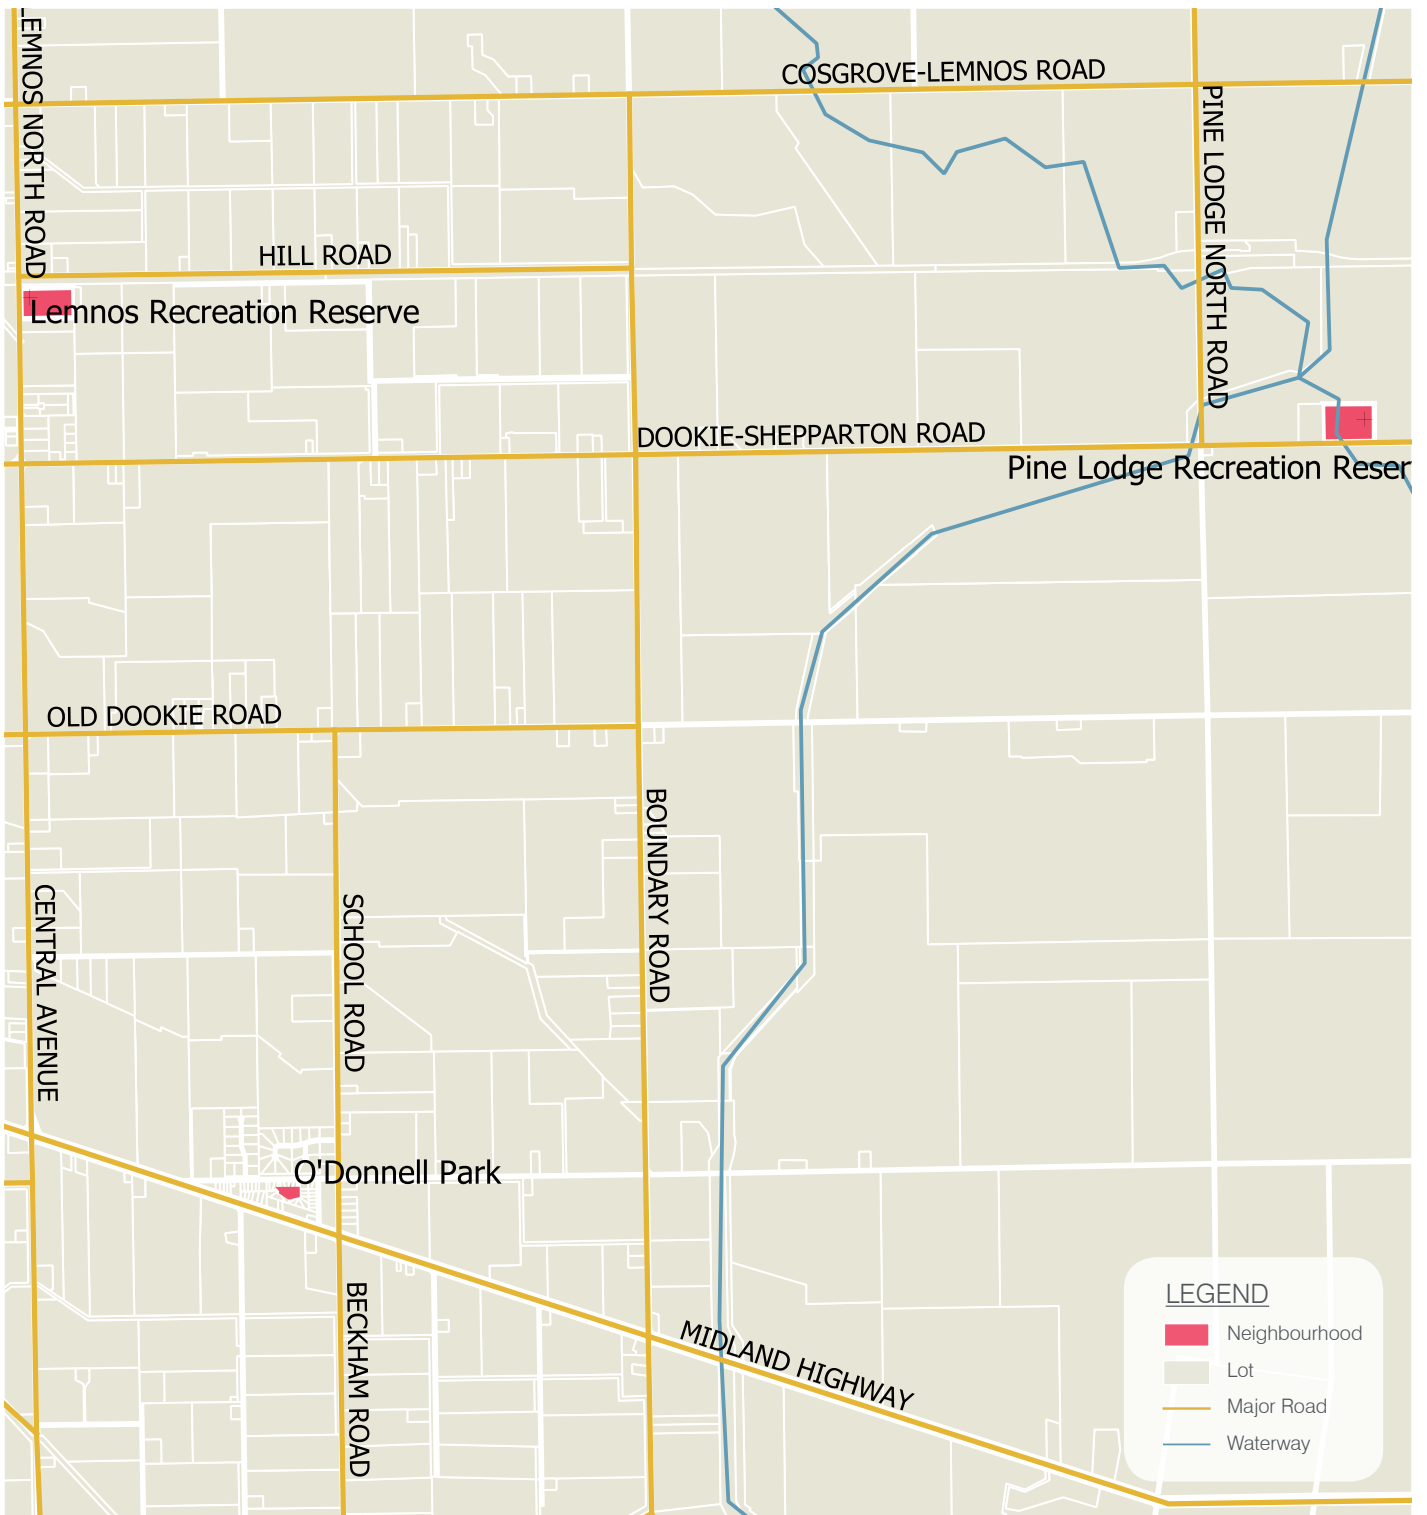 LEMNOS NORTH ROAD
COSGROVE-LEMNOS ROAD
PINE LODGE NORTH ROAD
HILL ROAD
Lemnos Recreation Reserve
DOOKIE-SHEPPARTON ROAD
Pine Lodge Recreation Reser
OLD DOOKIE ROAD
BOUNDARY ROAD
CENTRAL AVENUE
SCHOOL ROAD
O'Donnell Park
BECKHAM ROAD
MIDLAND HIGHWAY
LEGEND
Neighbourhood
Lot
Major Road
Waterway